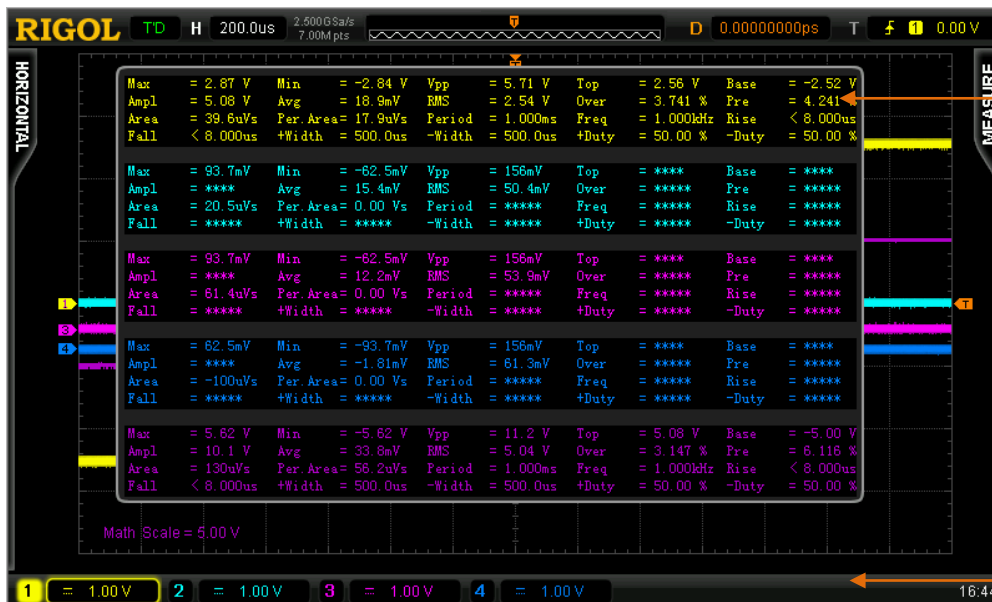 RIGOL T'D H 200.0us 2.500GSa/s 7.00Mpts D 0.00000000ps T 1 0.00 V
HORIZONTAL
MEASURE
Max = 2.87 V Min = -2.84 V Vpp = 5.71 V Top = 2.56 V Base = -2.52 V
Ampl = 5.08 V Avg = 18.9mV RMS = 2.54 V Over = 3.741 % Pre = 4.241 %
Area = 39.6uVs Per.Area= 17.9uVs Period = 1.000ms Freq = 1.000kHz Rise < 8.000us
Fall < 8.000us +Width = 500.0us -Width = 500.0us +Duty = 50.00 % -Duty = 50.00 %
Max = 93.7mV Min = -62.5mV Vpp = 156mV Top = **** Base = ****
Ampl = **** Avg = 15.4mV RMS = 50.4mV Over = **** Pre = ****
Area = 20.5uVs Per.Area= 0.00 Vs Period = ***** Freq = ***** Rise = *****
Fall = ***** +Width = ***** -Width = ***** +Duty = ***** -Duty = *****
Max = 93.7mV Min = -62.5mV Vpp = 156mV Top = **** Base = ****
Ampl = **** Avg = 12.2mV RMS = 53.9mV Over = **** Pre = ****
Area = 61.4uVs Per.Area= 0.00 Vs Period = ***** Freq = ***** Rise = *****
Fall = ***** +Width = ***** -Width = ***** +Duty = ***** -Duty = *****
1
T
3
4
Max = 62.5mV Min = -93.7mV Vpp = 156mV Top = **** Base = ****
Ampl = **** Avg = -1.81mV RMS = 61.3mV Over = **** Pre = ****
Area = -100uVs Per.Area= 0.00 Vs Period = ***** Freq = ***** Rise = *****
Fall = ***** +Width = ***** -Width = ***** +Duty = ***** -Duty = *****
Max = 5.62 V Min = -5.62 V Vpp = 11.2 V Top = 5.08 V Base = -5.00 V
Ampl = 10.1 V Avg = 33.8mV RMS = 5.04 V Over = 3.147 % Pre = 6.116 %
Area = 130uVs Per.Area= 56.2uVs Period = 1.000ms Freq = 1.000kHz Rise < 8.000us
Fall < 8.000us +Width = 500.0us -Width = 500.0us +Duty = 50.00 % -Duty = 50.00 %
Math Scale = 5.00 V
1 = 1.00 V 2 = 1.00 V 3 = 1.00 V 4 = 1.00 V 16:44